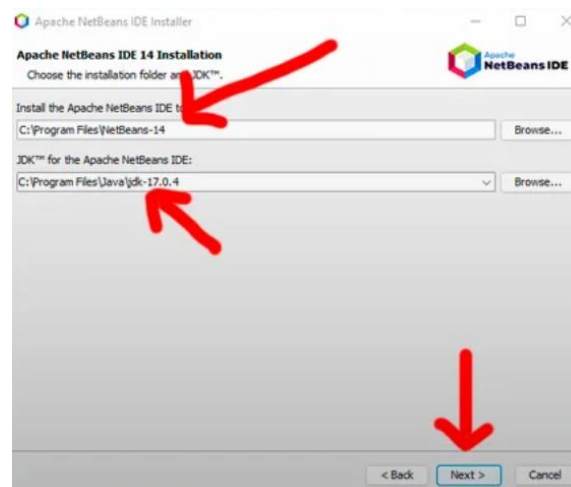 Apache NetBeans IDE Installer
Apache NetBeans IDE 14 Installation
Choose the installation folder and JDK™.
Apache
NetBeans IDE
Install the Apache NetBeans IDE to
C:\Program Files\NetBeans-14
Browse...
JDK™ for the Apache NetBeans IDE:
C:\Program Files\Java\jdk-17.0.4
Browse...
< Back
Next >
Cancel